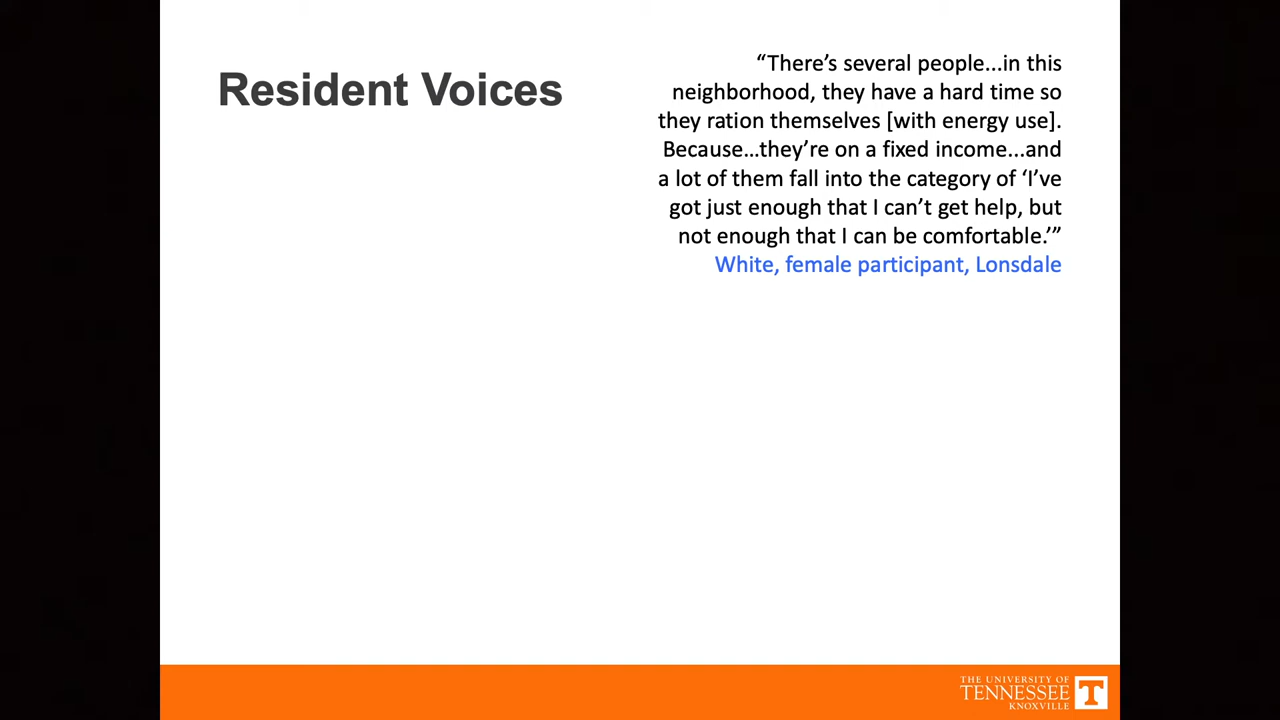 Resident Voices
“There’s several people...in this
neighborhood, they have a hard time so
they ration themselves [with energy use].
Because…they’re on a fixed income...and
a lot of them fall into the category of ‘I’ve
got just enough that I can’t get help, but
not enough that I can be comfortable.’”
White, female participant, Lonsdale
THE UNIVERSITY OF
TENNESSEE
KNOXVILLE
T